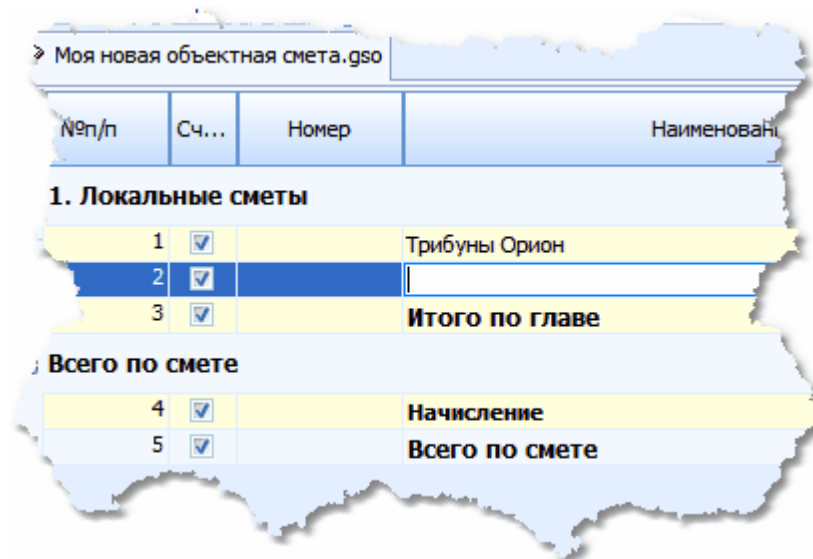 Моя новая объектная смета.gso
№п/п Сч... Номер
1. Локальные сметы
1 Трибуны Орион
2
3 Итого по главе
Всего по смете
4 Начисление
5 Всего по смете